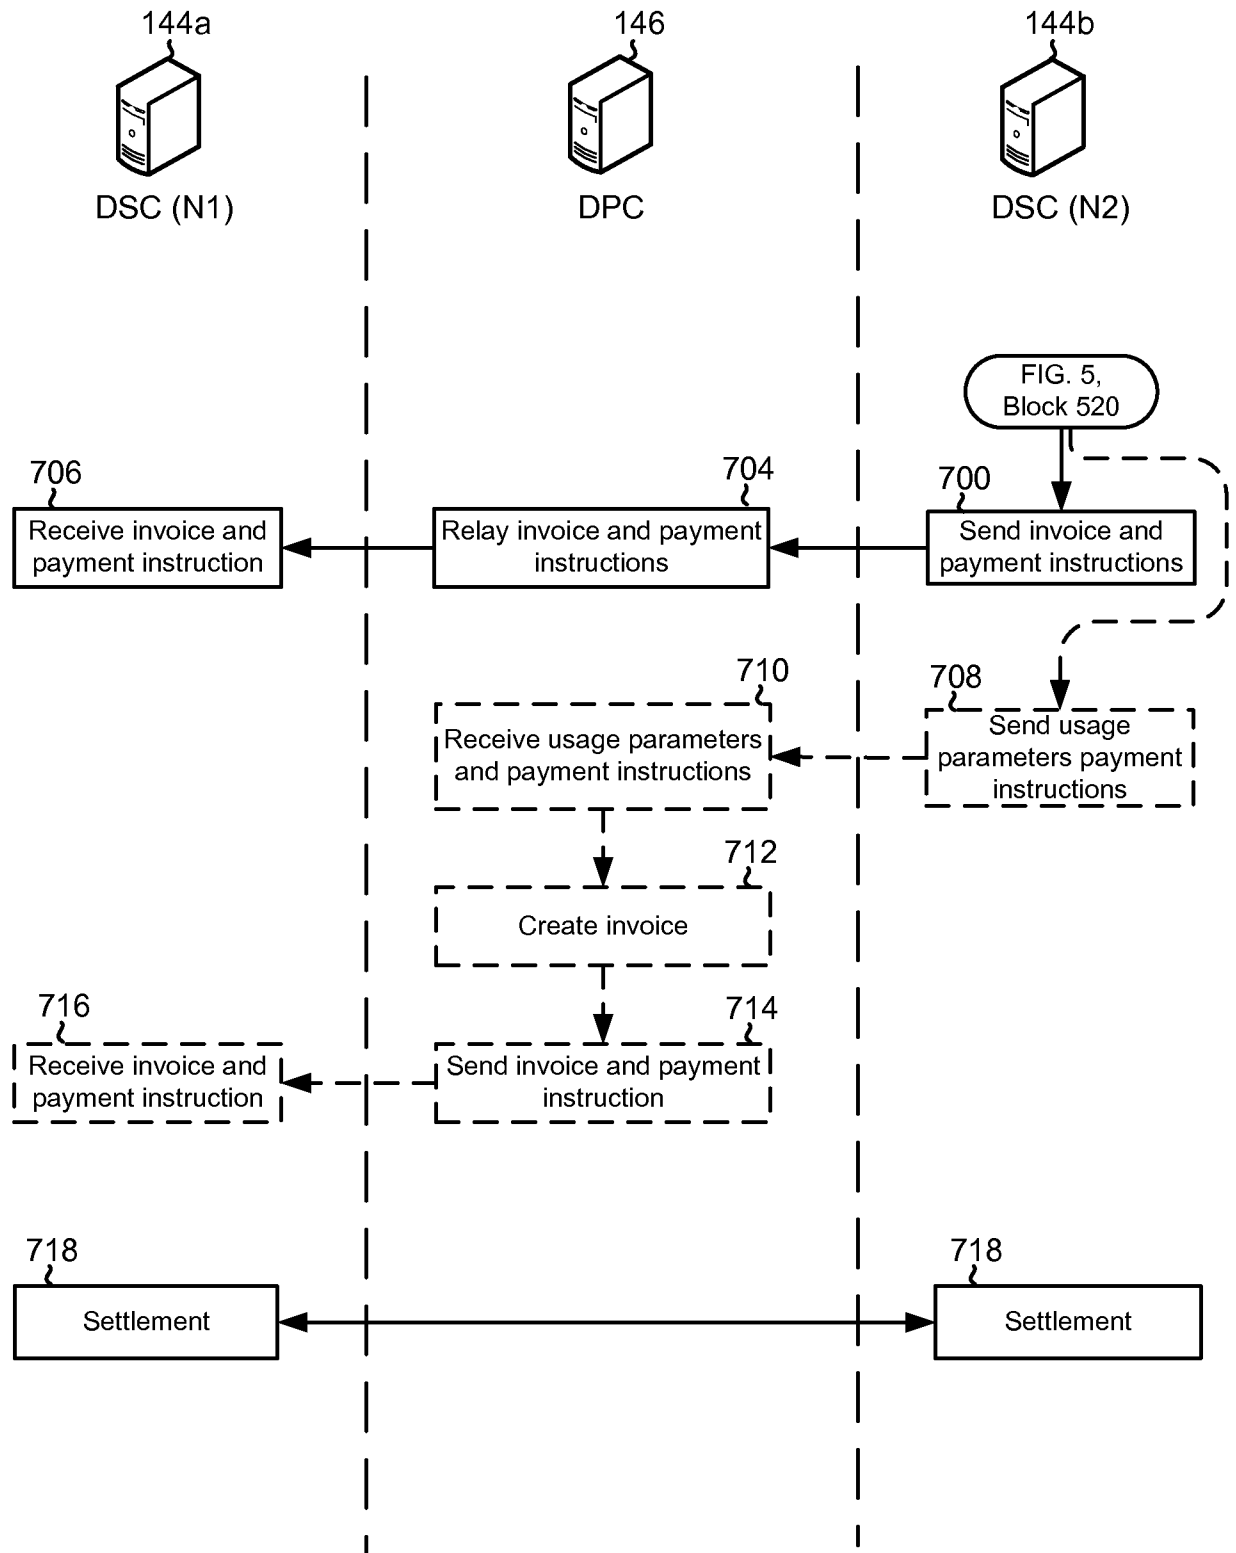 144a
146
144b
DSC (N1)
DPC
DSC (N2)
FIG. 5,
Block 520
706
704
700
Receive invoice and
payment instruction
Relay invoice and payment
instructions
Send invoice and
payment instructions
710
708
Receive usage parameters
and payment instructions
Send usage
parameters payment
instructions
712
Create invoice
716
714
Receive invoice and
payment instruction
Send invoice and payment
instruction
718
718
Settlement
Settlement